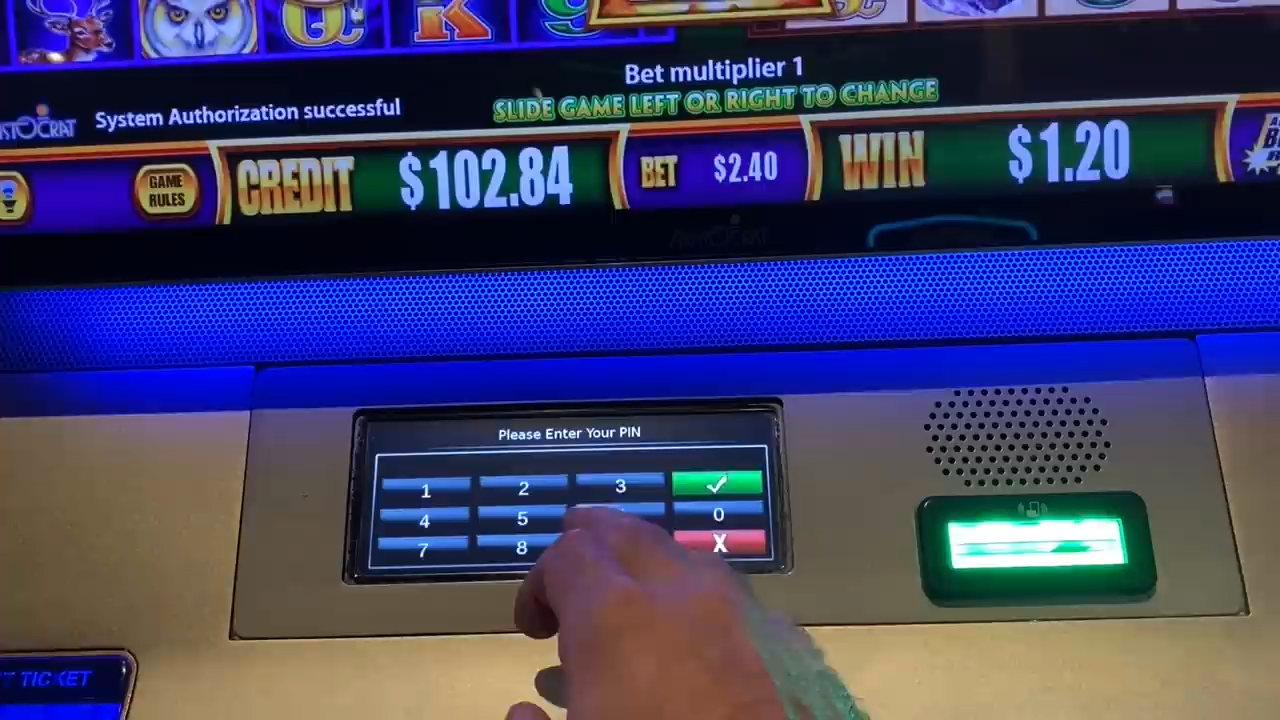 Bet multiplier 1
System Authorization successful
SLIDE GAME LEFT OR RIGHT TO CHANGE
GAME RULES
CREDIT $102.84
BET $2.40
WIN $1.20
Please Enter Your PIN
1 2 3 ✓
4 5 0
7 8 X
TICKET